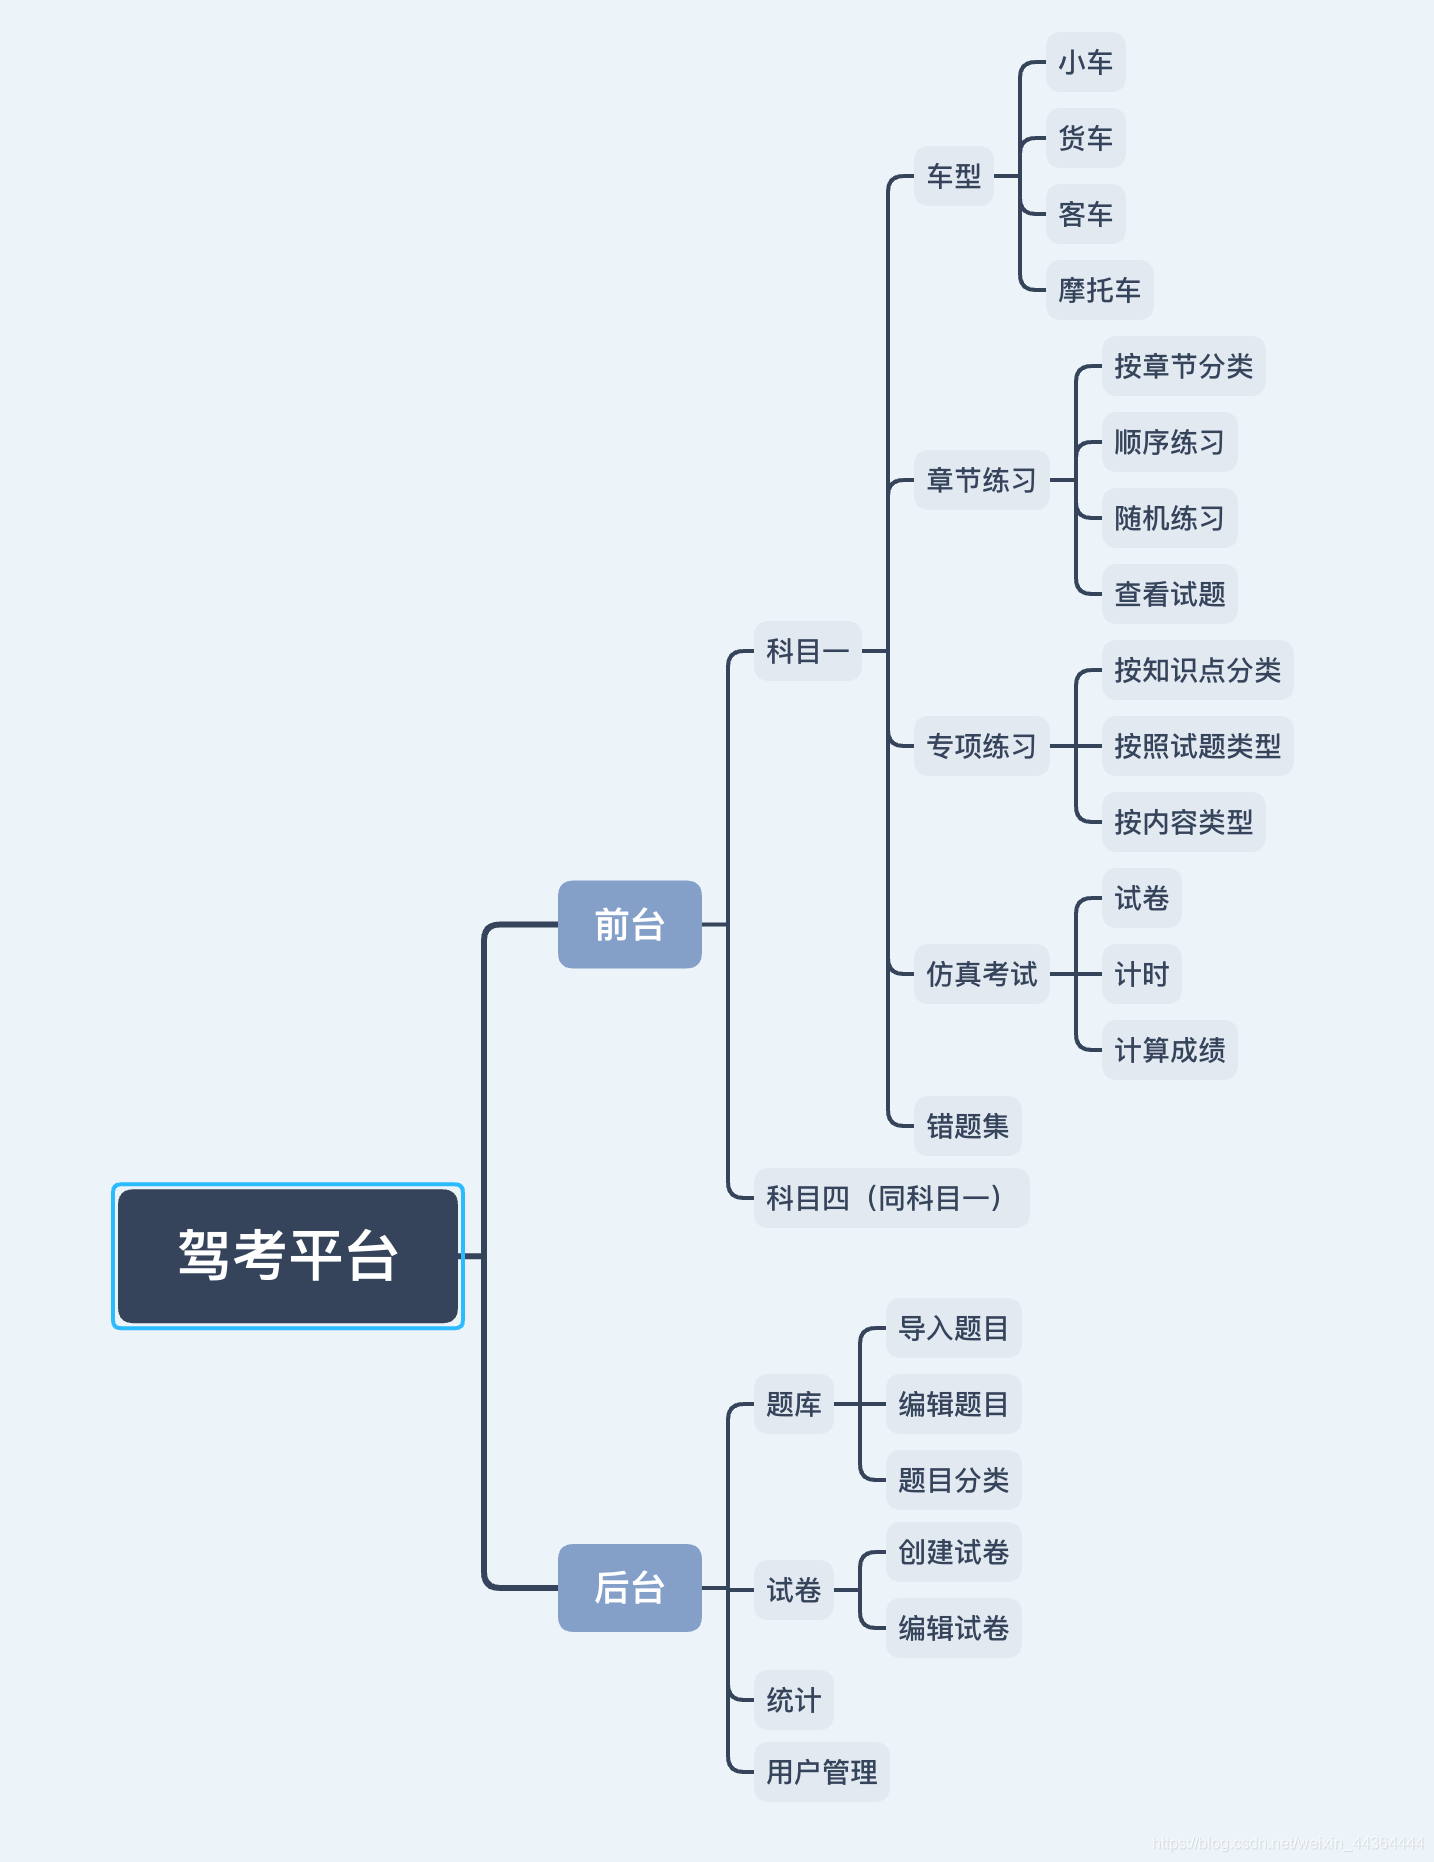 驾考平台
前台
科目一
车型
小车
货车
客车
摩托车
章节练习
按章节分类
顺序练习
随机练习
查看试题
专项练习
按知识点分类
按照试题类型
按内容类型
仿真考试
试卷
计时
计算成绩
错题集
科目四（同科目一）
后台
题库
导入题目
编辑题目
题目分类
试卷
创建试卷
编辑试卷
统计
用户管理
https://blog.csdn.net/weixin_44364444